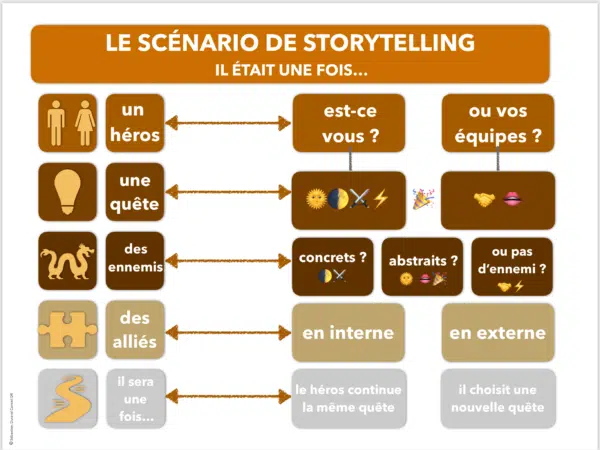 LE SCÉNARIO DE STORYTELLING
IL ÉTAIT UNE FOIS...
un
héros
est-ce
vous ?
ou vos
équipes ?
une
quête
des
ennemis
concrets ?
abstraits ?
ou pas
d'ennemi ?
des
alliés
en interne
en externe
il sera
une
fois...
le héros continue
la même quête
il choisit une
nouvelle quête